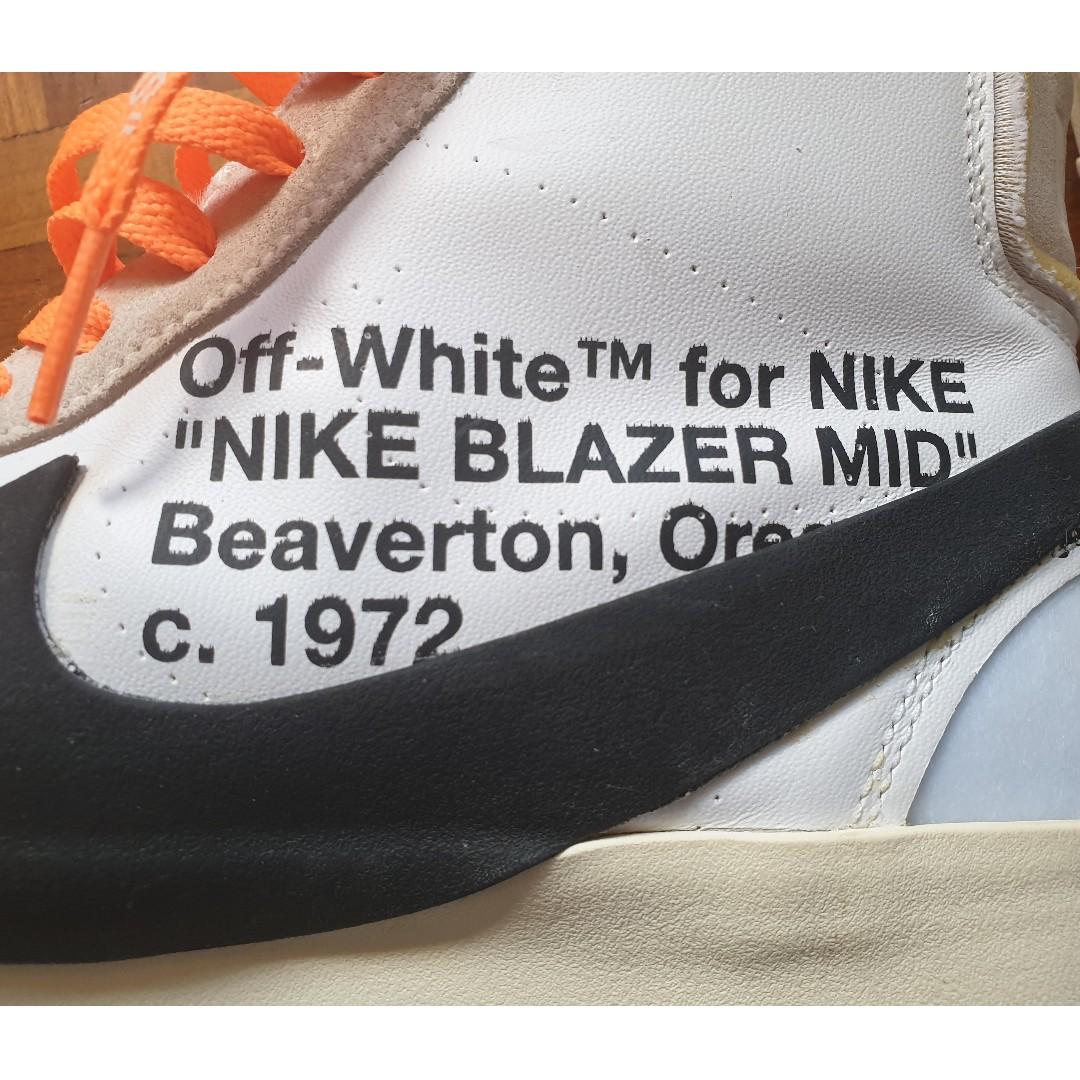 Off-White™ for NIKE
"NIKE BLAZER MID"
Beaverton,
c. 1972